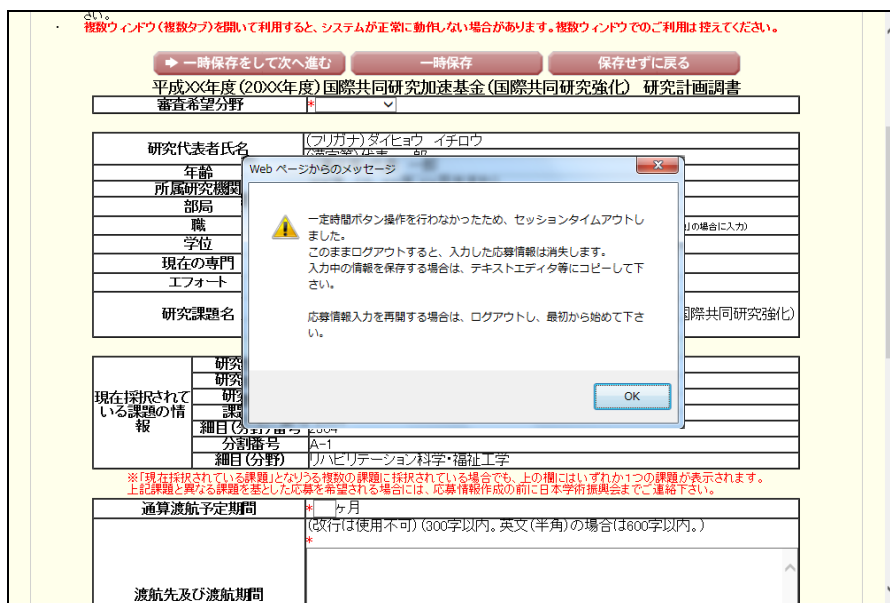 さい。
・ 複数ウィンドウ(複数タブ)を開いて利用すると、システムが正常に動作しない場合があります。複数ウィンドウでのご利用は控えてください。
一時保存をして次へ進む 一時保存 保存せずに戻る
平成XX年度(20XX年度)国際共同研究加速基金(国際共同研究強化) 研究計画調書
審査希望分野 *
研究代表者氏名 (フリガナ)ダイヒョウ イチロウ
年齢
Web ページからのメッセージ
所属研究機関
部局
職 の場合に入力)
学位
現在の専門
エフォート
研究課題名 国際共同研究強化)
一定時間ボタン操作を行わなかったため、セッションタイムアウトし
ました。
このままログアウトすると、入力した応募情報は消失します。
入力中の情報を保存する場合は、テキストエディタ等にコピーして下
さい。
応募情報入力を再開する場合は、ログアウトし、最初から始めて下さ
い。
OK
現在採択されて
いる課題の情
報
研究
研究
研究
課題
細目(分野)番号
分割番号 A-1
細目(分野) リハビリテーション科学・福祉工学
※「現在採択されている課題」となりうる複数の課題に採択されている場合でも、上の欄にはいずれか1つの課題が表示されます。
上記課題と異なる課題を基とした応募を希望される場合には、応募情報作成の前に日本学術振興会までご連絡下さい。
通算渡航予定期間 * ヶ月
(改行は使用不可)(300字以内。英文(半角)の場合は600字以内。)
*
渡航先及び渡航期間